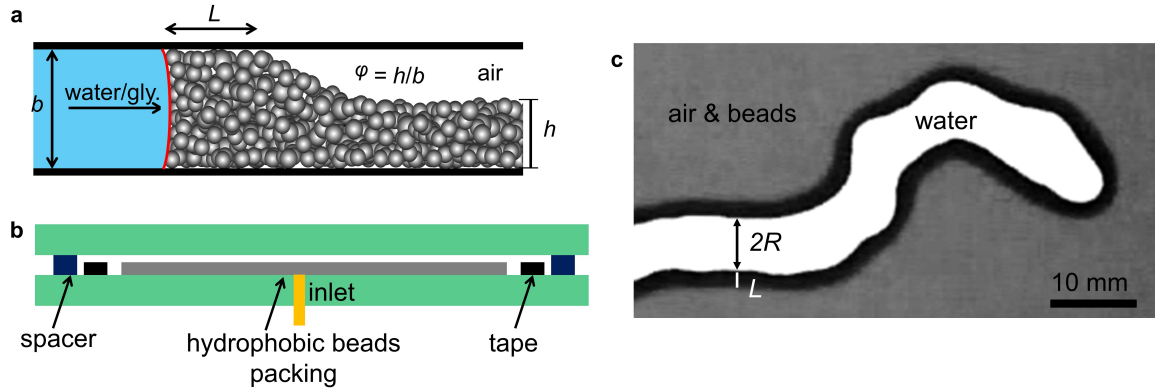 a
L
φ = h/b
air
b
water/gly.
h
b
inlet
spacer
hydrophobic beads
packing
tape
c
air & beads
water
2R
L
10 mm